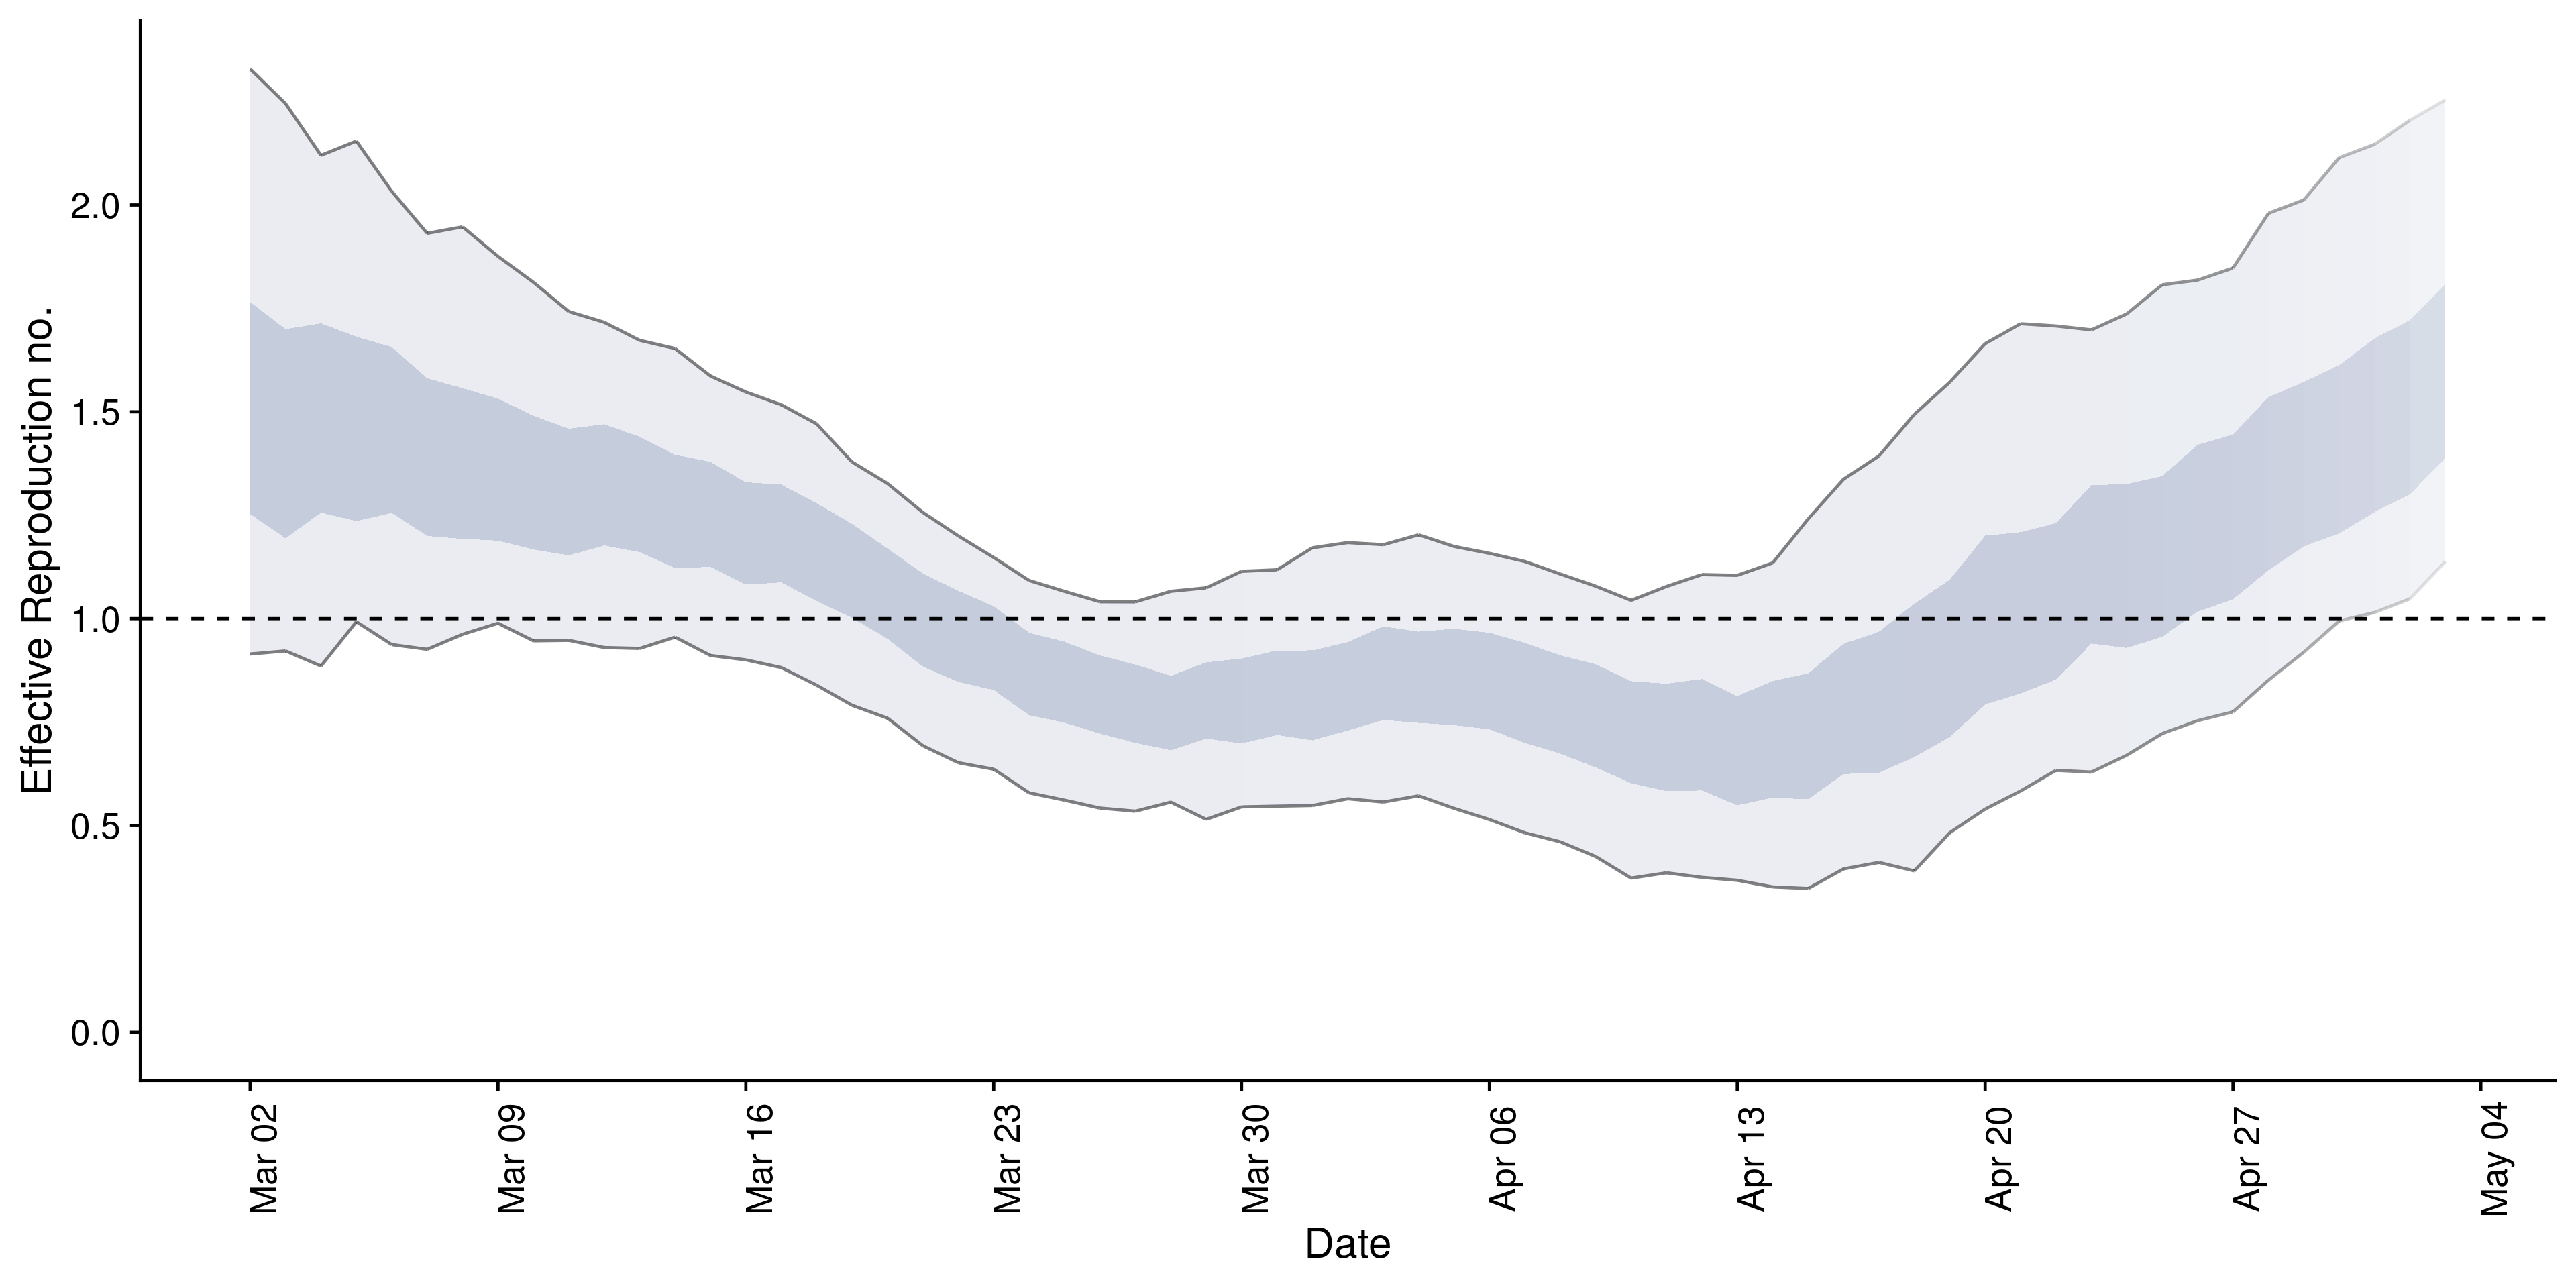 Effective Reproduction no.
2.0
1.5
1.0
0.5
0.0
Mar 02
Mar 09
Mar 16
Mar 23
Mar 30
Apr 06
Apr 13
Apr 20
Apr 27
May 04
Date